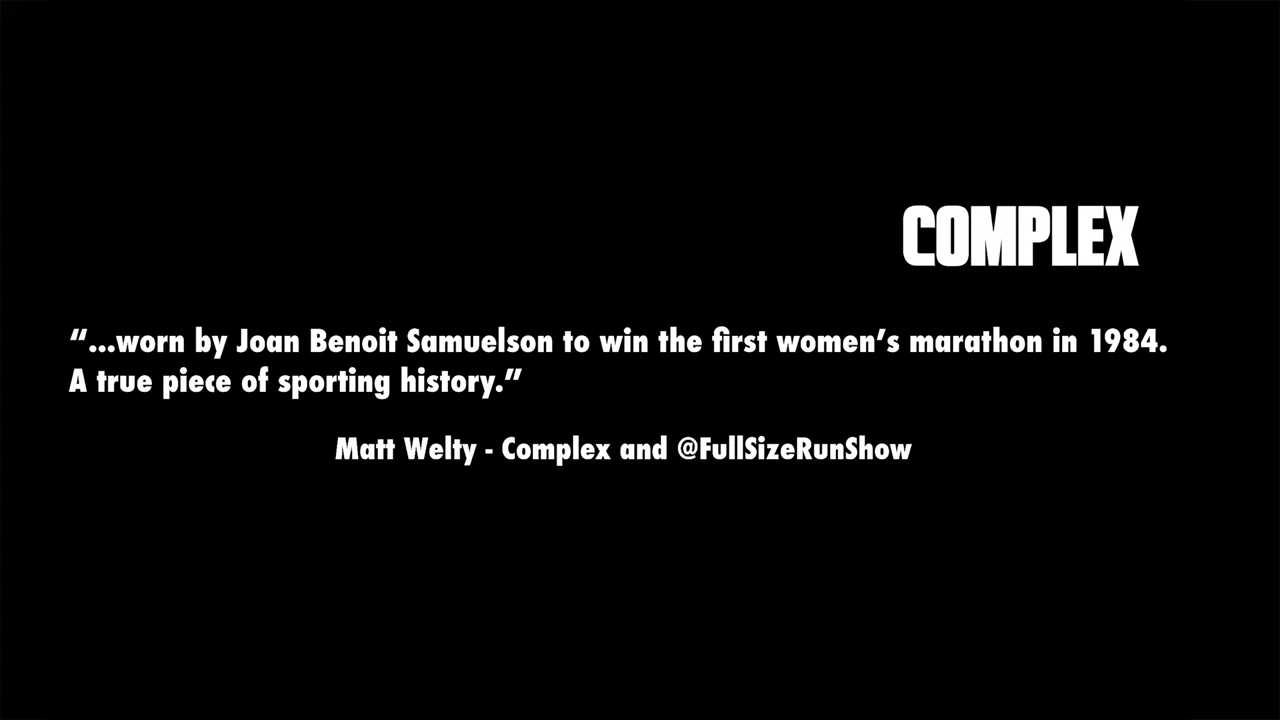 COMPLEX
“...worn by Joan Benoit Samuelson to win the first women’s marathon in 1984.
A true piece of sporting history.”
Matt Welty - Complex and @FullSizeRunShow